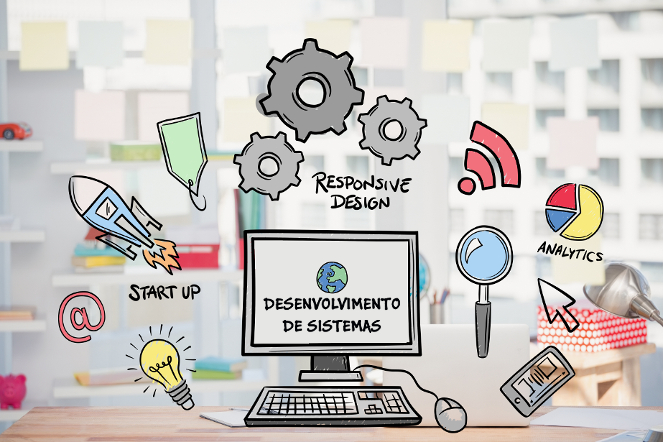 RESPONSIVE
DESIGN
ANALYTICS
START UP
@
DESENVOLVIMENTO
DE SISTEMAS